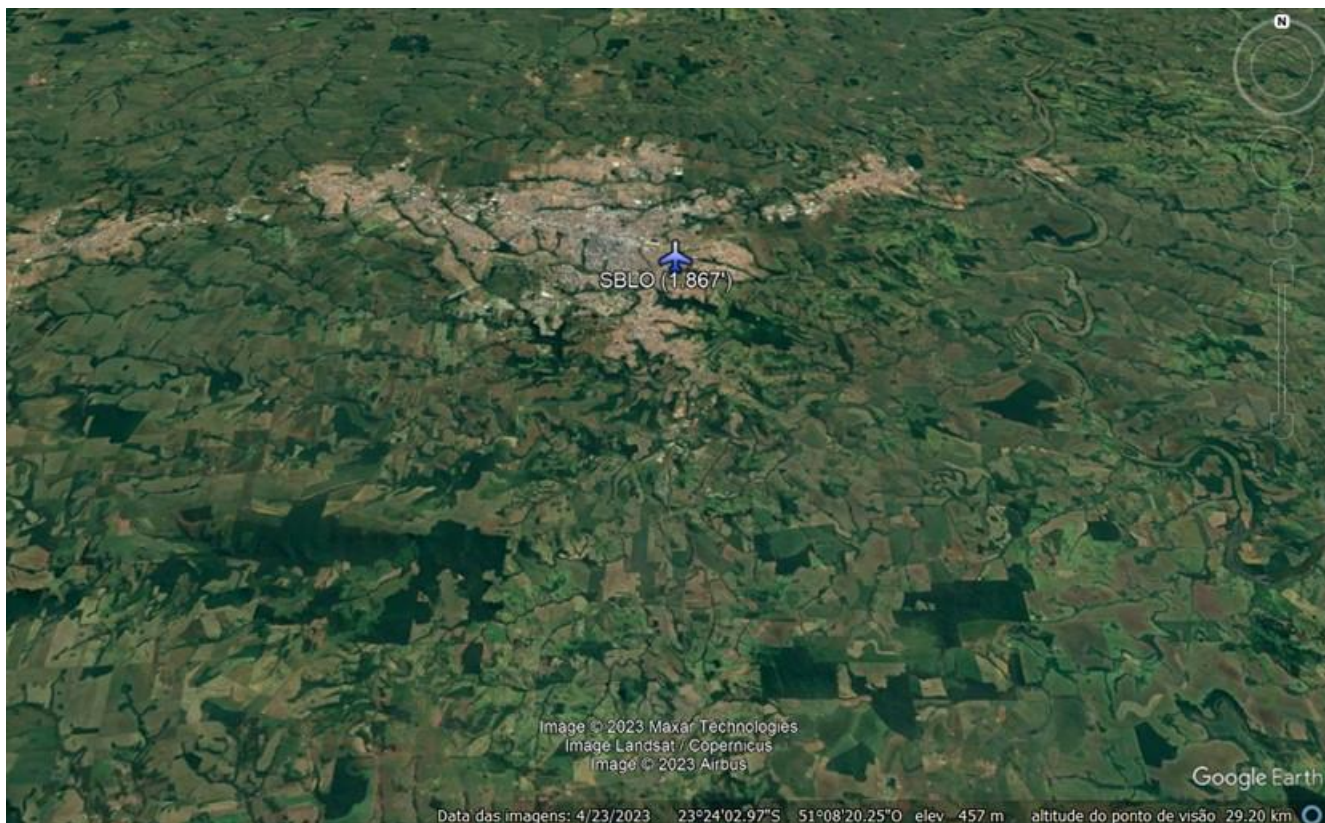 N
SBLO (1.867')
Image © 2023 Maxar Technologies
Image Landsat / Copernicus
Image © 2023 Airbus
Google Earth
Data das imagens: 4/23/2023 23°24'02.97"S 51°08'20.25"O elev 457 m altitude do ponto de visão 29.20 km